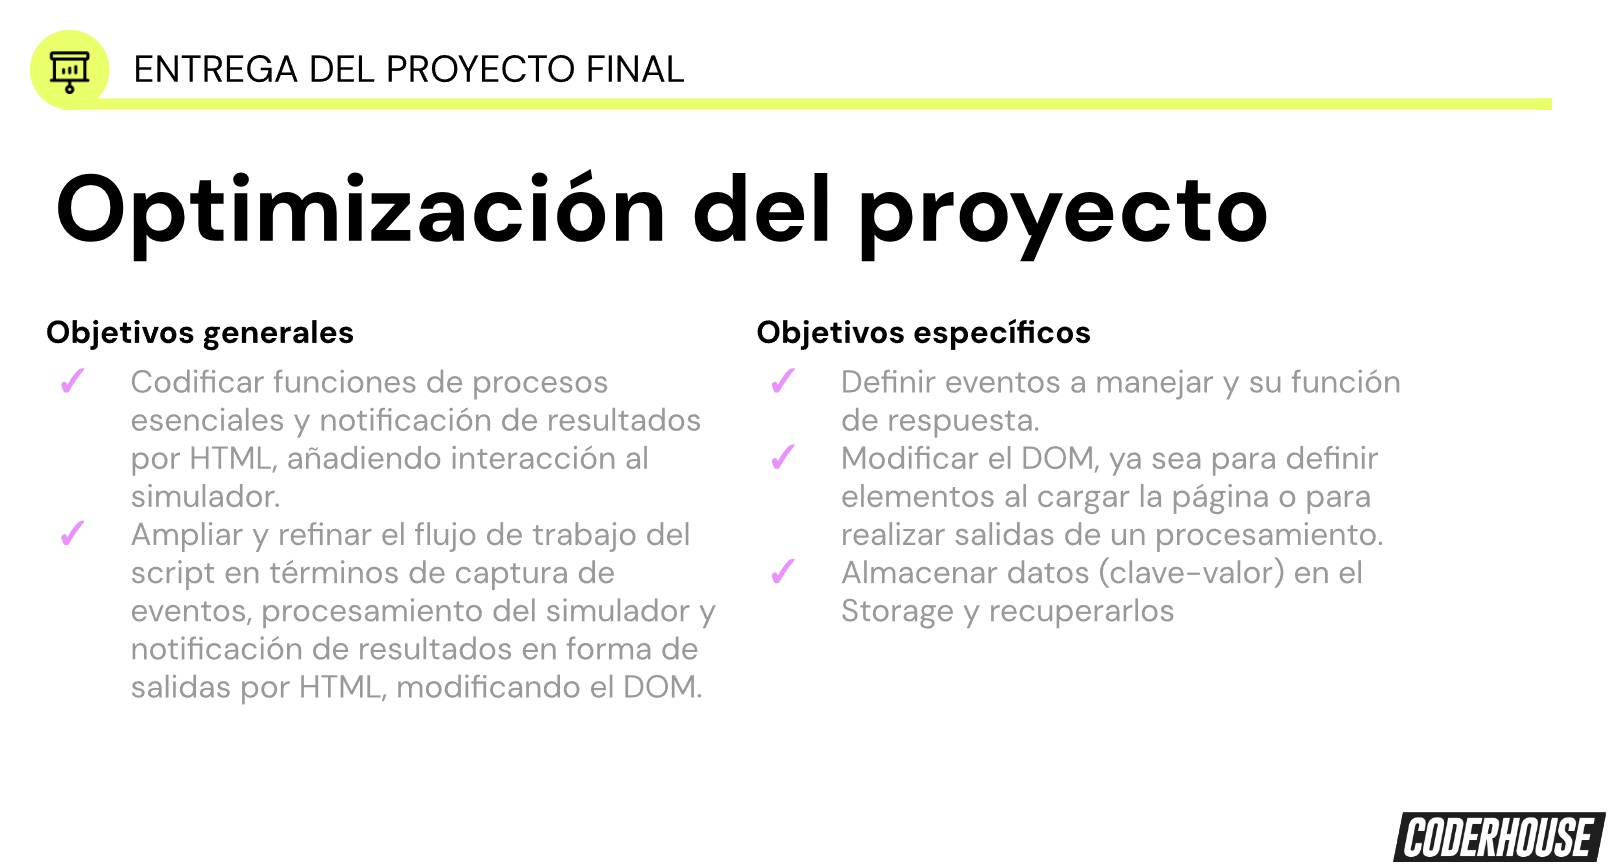 ENTREGA DEL PROYECTO FINAL
Optimización del proyecto
Objetivos generales
✓ Codificar funciones de procesos
esenciales y notificación de resultados
por HTML, añadiendo interacción al
simulador.
✓ Ampliar y refinar el flujo de trabajo del
script en términos de captura de
eventos, procesamiento del simulador y
notificación de resultados en forma de
salidas por HTML, modificando el DOM.
Objetivos específicos
✓ Definir eventos a manejar y su función
de respuesta.
✓ Modificar el DOM, ya sea para definir
elementos al cargar la página o para
realizar salidas de un procesamiento.
✓ Almacenar datos (clave-valor) en el
Storage y recuperarlos
CODERHOUSE